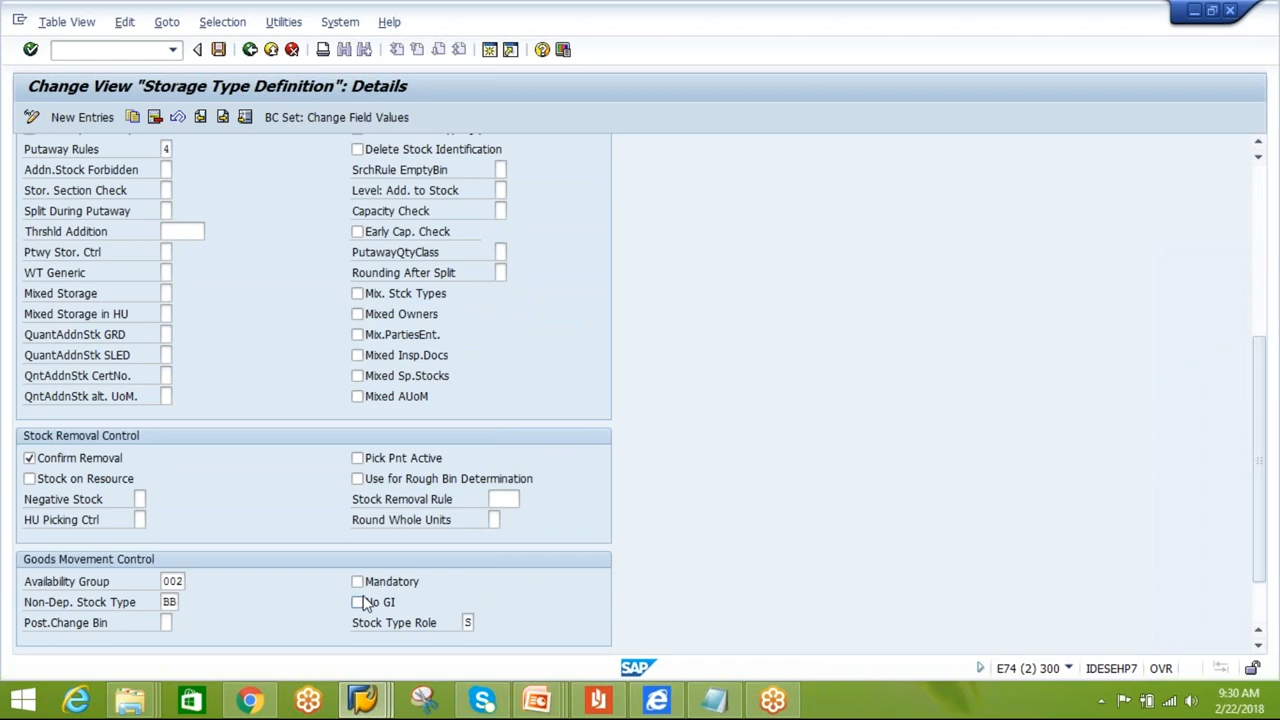 Table View Edit Goto Selection Utilities System Help
Change View "Storage Type Definition": Details
New Entries BC Set: Change Field Values
Putaway Rules 4 Delete Stock Identification
Addn.Stock Forbidden SrchRule EmptyBin
Stor. Section Check Level: Add. to Stock
Split During Putaway Capacity Check
Thrshld Addition Early Cap. Check
Ptwy Stor. Ctrl PutawayQtyClass
WT Generic Rounding After Split
Mixed Storage Mix. Stck Types
Mixed Storage in HU Mixed Owners
QuantAddnStk GRD Mix.PartiesEnt.
QuantAddnStk SLED Mixed Insp.Docs
QntAddnStk CertNo. Mixed Sp.Stocks
QntAddnStk alt. UoM. Mixed AUoM
Stock Removal Control
Confirm Removal Pick Pnt Active
Stock on Resource Use for Rough Bin Determination
Negative Stock Stock Removal Rule
HU Picking Ctrl Round Whole Units
Goods Movement Control
Availability Group 002 Mandatory
Non-Dep. Stock Type BB No GI
Post.Change Bin Stock Type Role S
SAP E74 (2) 300 IDESEHP7 OVR
9:30 AM
2/22/2018